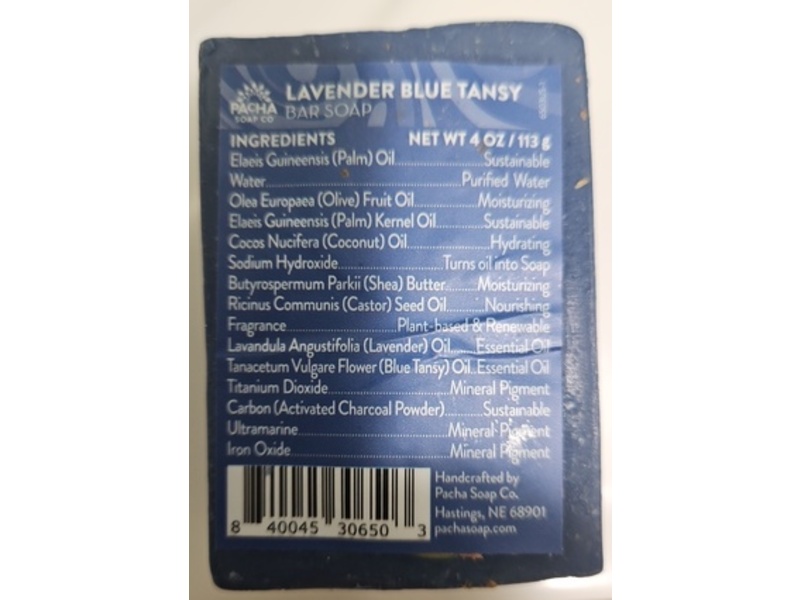 PACHA
SOAP CO
LAVENDER BLUE TANSY
BAR SOAP
INGREDIENTS NET WT 4 OZ / 113 g
Elaeis Guineensis (Palm) Oil Sustainable
Water Purified Water
Olea Europaea (Olive) Fruit Oil Moisturizing
Elaeis Guineensis (Palm) Kernel Oil Sustainable
Cocos Nucifera (Coconut) Oil Hydrating
Sodium Hydroxide Turns oil into Soap
Butyrospermum Parkii (Shea) Butter Moisturizing
Ricinus Communis (Castor) Seed Oil Nourishing
Fragrance Plant-based & Renewable
Lavandula Angustifolia (Lavender) Oil Essential Oil
Tanacetum Vulgare Flower (Blue Tansy) Oil Essential Oil
Titanium Dioxide Mineral Pigment
Carbon (Activated Charcoal Powder) Sustainable
Ultramarine Mineral Pigment
Iron Oxide Mineral Pigment
8 40045 30650 3
Handcrafted by
Pacha Soap Co.
Hastings, NE 68901
pachasoap.com